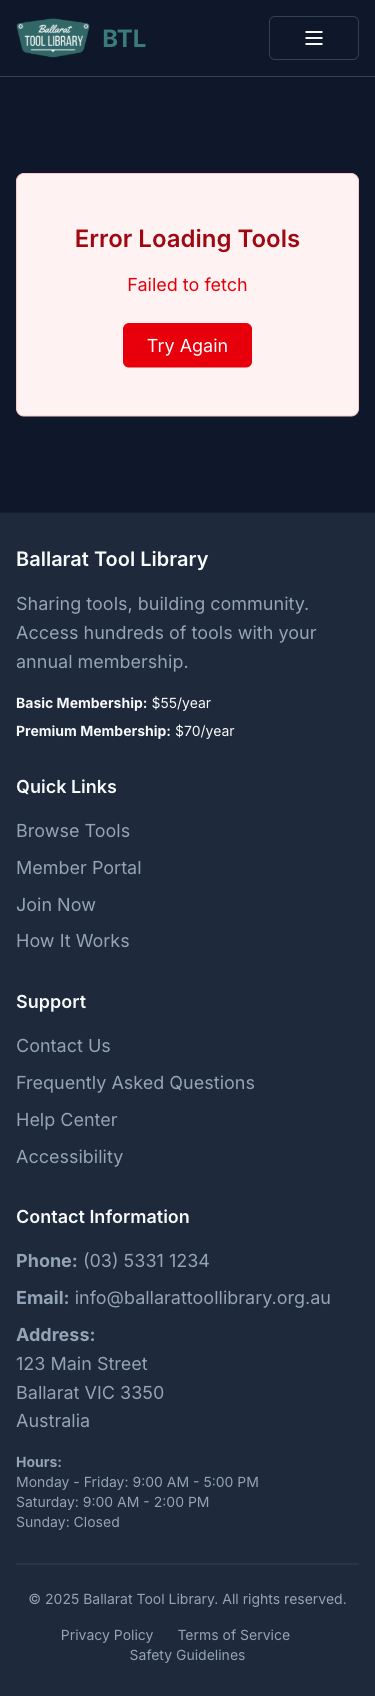 Ballarat
TOOL LIBRARY
BTL
Error Loading Tools
Failed to fetch
Try Again
Ballarat Tool Library
Sharing tools, building community.
Access hundreds of tools with your
annual membership.
Basic Membership: $55/year
Premium Membership: $70/year
Quick Links
Browse Tools
Member Portal
Join Now
How It Works
Support
Contact Us
Frequently Asked Questions
Help Center
Accessibility
Contact Information
Phone: (03) 5331 1234
Email: info@ballarattoollibrary.org.au
Address:
123 Main Street
Ballarat VIC 3350
Australia
Hours:
Monday - Friday: 9:00 AM - 5:00 PM
Saturday: 9:00 AM - 2:00 PM
Sunday: Closed
© 2025 Ballarat Tool Library. All rights reserved.
Privacy Policy Terms of Service
Safety Guidelines